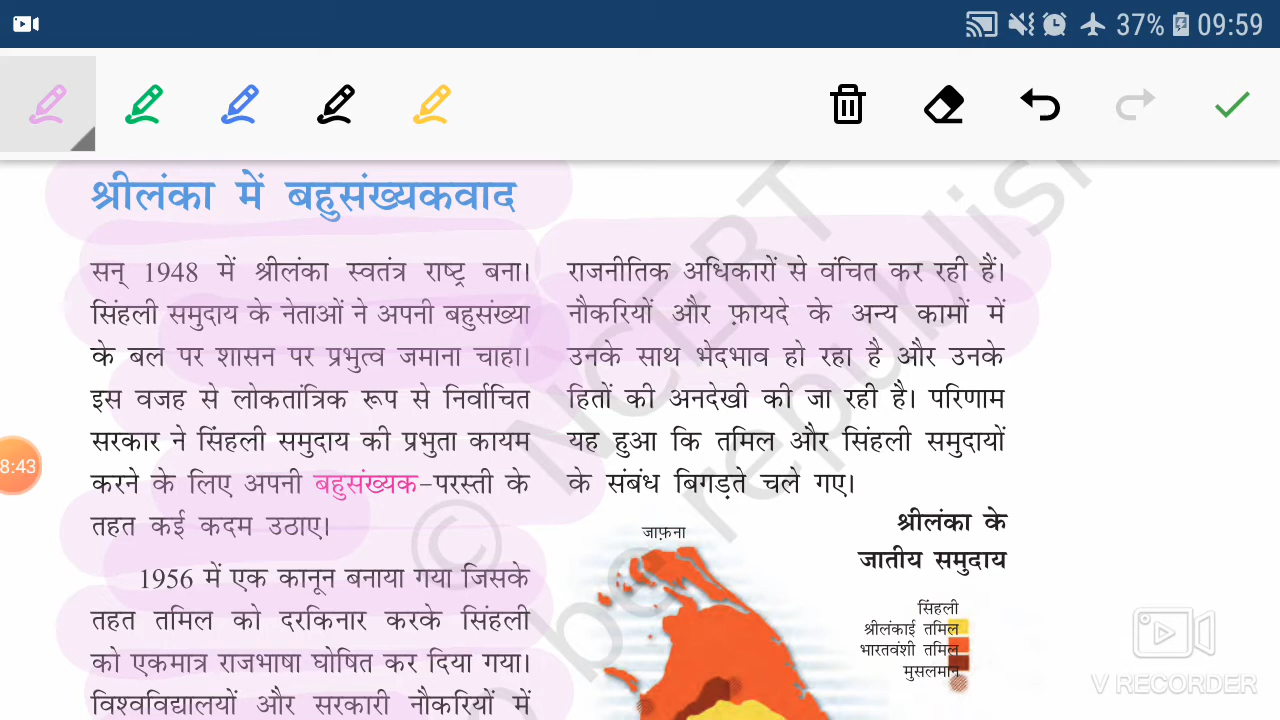 37% 09:59
श्रीलंका में बहुसंख्यकवाद
सन् 1948 में श्रीलंका स्वतंत्र राष्ट्र बना।
सिंहली समुदाय के नेताओं ने अपनी बहुसंख्या
के बल पर शासन पर प्रभुत्व जमाना चाहा।
इस वजह से लोकतांत्रिक रूप से निर्वाचित
सरकार ने सिंहली समुदाय की प्रभुता कायम
करने के लिए अपनी बहुसंख्यक-परस्ती के
तहत कई कदम उठाए।
1956 में एक कानून बनाया गया जिसके
तहत तमिल को दरकिनार करके सिंहली
को एकमात्र राजभाषा घोषित कर दिया गया।
विश्वविद्यालयों और सरकारी नौकरियों में
राजनीतिक अधिकारों से वंचित कर रही हैं।
नौकरियों और फ़ायदे के अन्य कामों में
उनके साथ भेदभाव हो रहा है और उनके
हितों की अनदेखी की जा रही है। परिणाम
यह हुआ कि तमिल और सिंहली समुदायों
के संबंध बिगड़ते चले गए।
श्रीलंका के
जातीय समुदाय
जाफ़ना
सिंहली
श्रीलंकाई तमिल
भारतवंशी तमिल
मुसलमान
8:43
© NCERT
be republis
V RECORDER